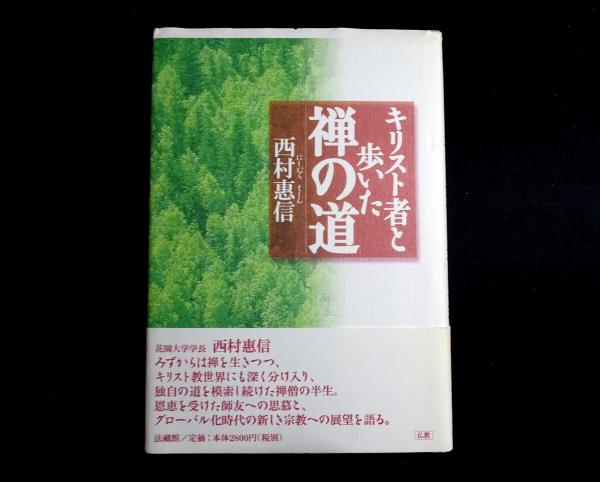 キリスト者と
歩いた
禅の道
西村惠信
にしむら えしん
花園大学学長 西村惠信
みずからは禅を生きつつ、
キリスト教世界にも深く分け入り、
独自の道を模索し続けた禅僧の半生。
恩恵を受けた師友への思慕と、
グローバル化時代の新しき宗教への展望を語る。
法藏館／定価：本体2800円（税別）
仏教